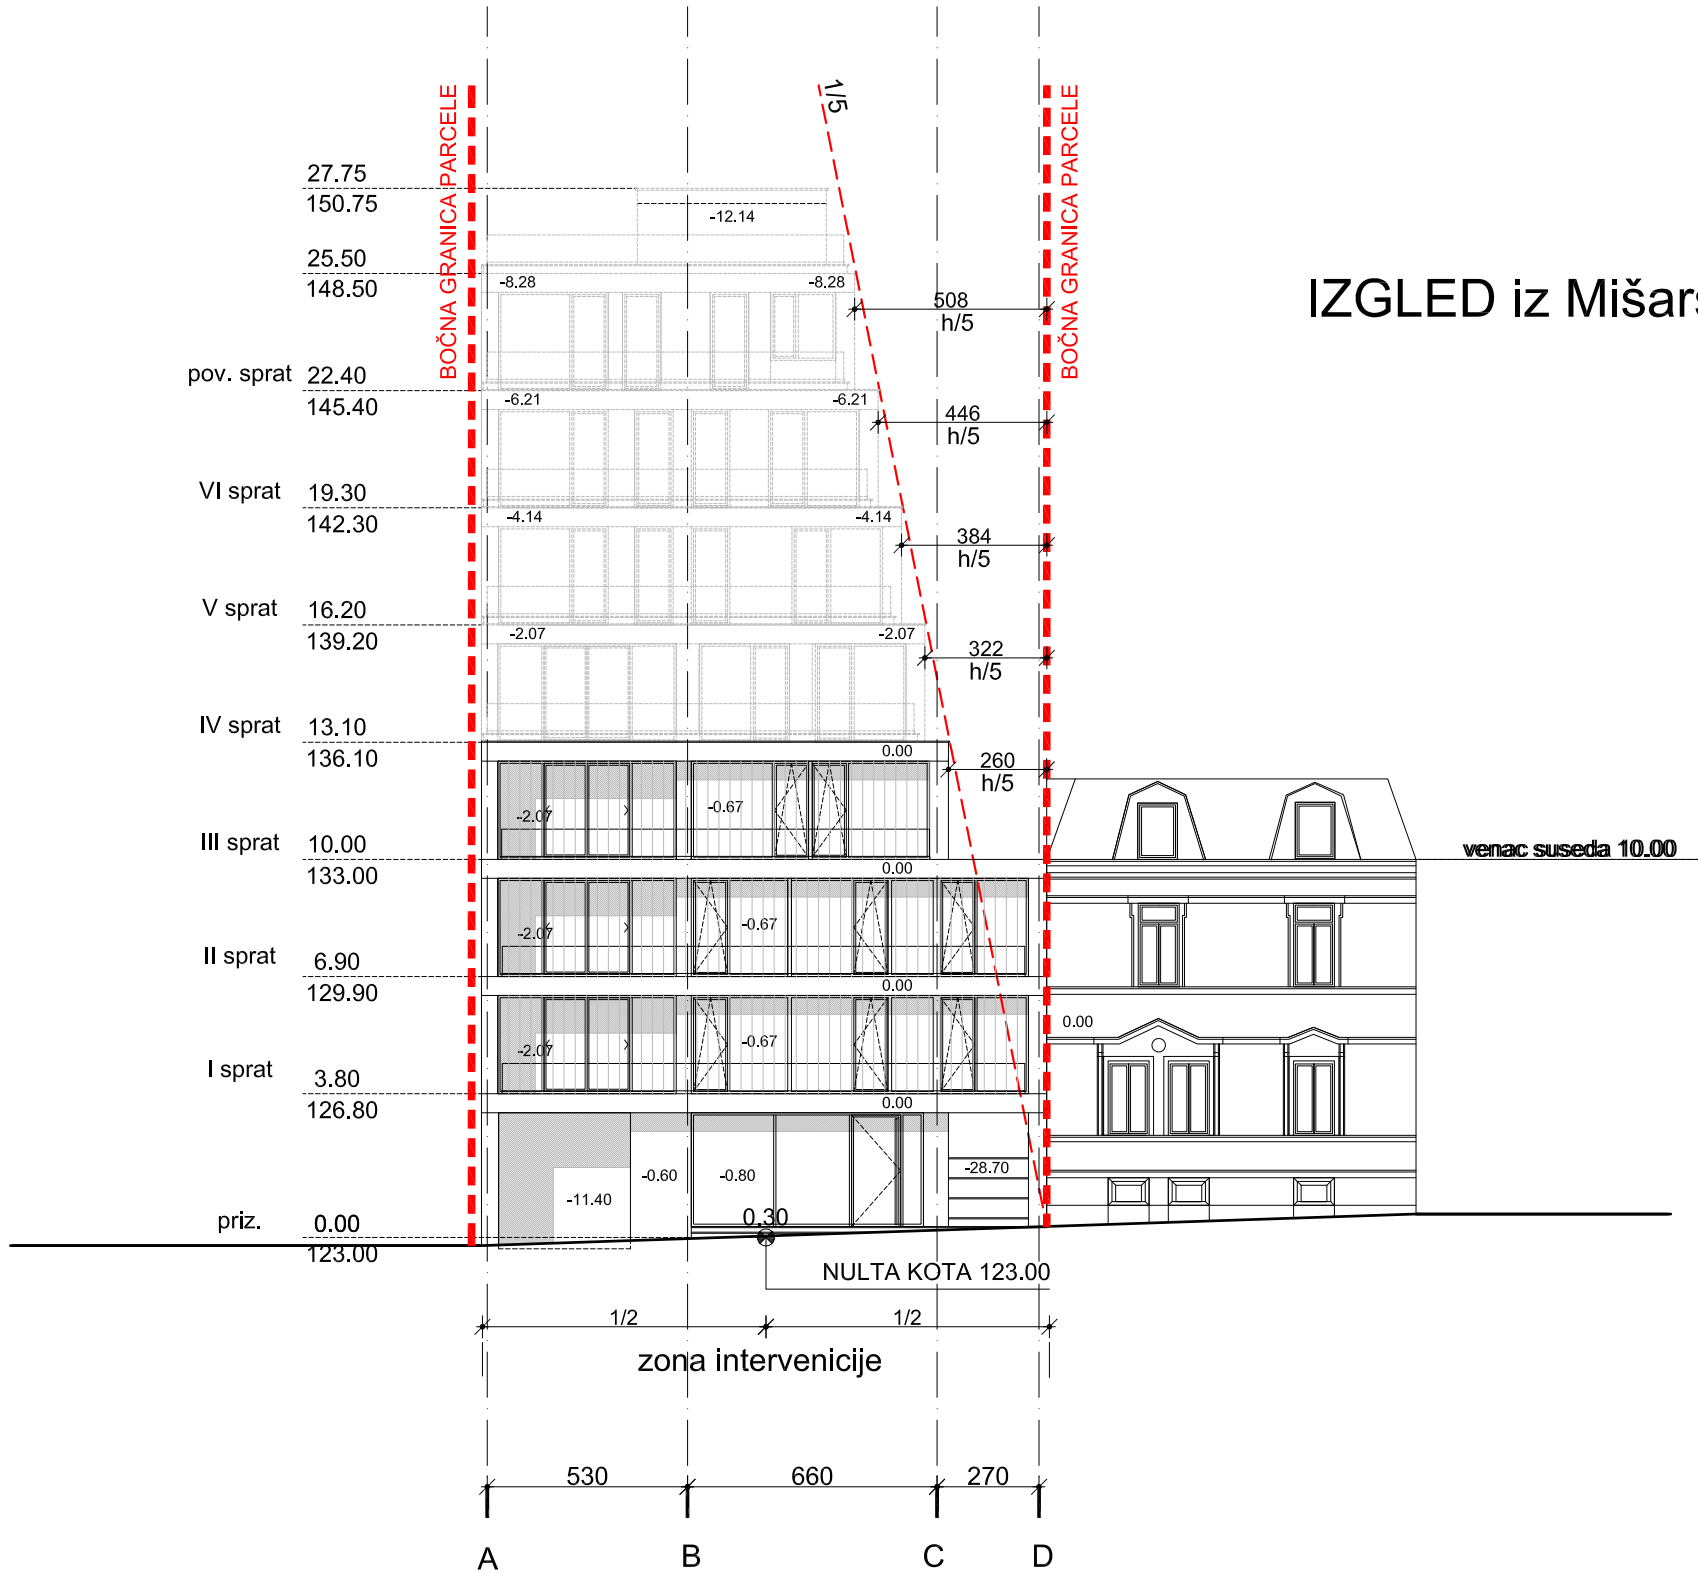 1/5
BOČNA GRANICA PARCELE
BOČNA GRANICA PARCELE
27.75
150.75
-12.14
25.50
148.50
-8.28
-8.28
IZGLED iz Mišars
508
h/5
pov. sprat 22.40
145.40
-6.21
-6.21
446
h/5
VI sprat 19.30
142.30
-4.14
-4.14
384
h/5
V sprat 16.20
139.20
-2.07
-2.07
322
h/5
IV sprat 13.10
136.10
0.00
260
h/5
-2.07
-0.67
III sprat 10.00
133.00
0.00
venac suseda 10.00
-2.07
-0.67
II sprat 6.90
129.90
0.00
0.00
-2.07
-0.67
I sprat 3.80
126.80
0.00
-11.40
-0.60
-0.80
-28.70
priz. 0.00
123.00
0.30
NULTA KOTA 123.00
1/2
1/2
zona intervenicije
530
660
270
A
B
C
D